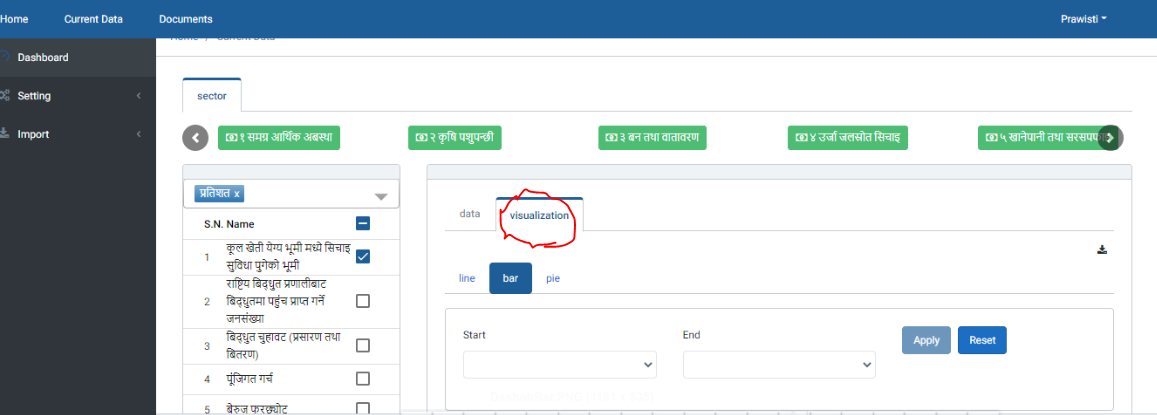 Home Current Data Documents Prawisti
Home / Current Data
Dashboard
Setting
Import
sector
१ समग्र आर्थिक अबस्था २ कृषि पशुपन्छी ३ बन तथा वातावरण ४ उर्जा जलस्रोत सिचाइ ५ खानेपानी तथा
प्रतिशत x
S.N. Name
1 कूल खेती येग्य भूमी मध्ये सिचाइ
सुविधा पुगेको भूमी
राष्ट्रिय बिद्धुत प्रणालीबाट
2 बिद्धुतमा पहुंच प्राप्त गर्ने
जनसंख्या
3 बिद्धुत चुहावट (प्रसारण तथा
बितरण)
4 पूंजिगत गर्च
5 बेरुजु फरछ्योट
data visualization
line bar pie
Start End
Apply Reset